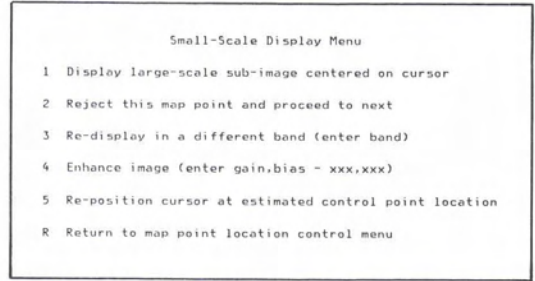 Small-Scale Display Menu
1 Display large-scale sub-image centered on cursor
2 Reject this map point and proceed to next
3 Re-display in a different band (enter band)
4 Enhance image (enter gain,bias - xxx,xxx)
5 Re-position cursor at estimated control point location
R Return to map point location control menu